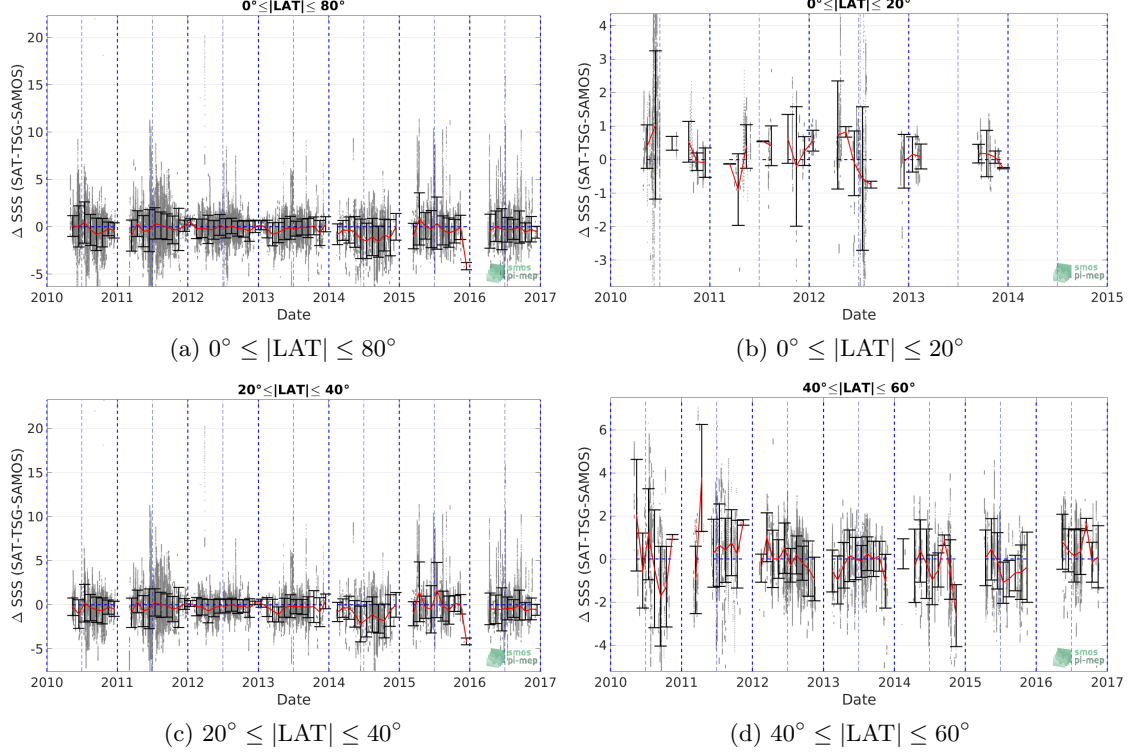 0°≤|LAT|≤ 80°
Δ SSS (SAT-TSG-SAMOS)
20
15
10
5
0
-5
2010 2011 2012 2013 2014 2015 2016 2017
Date
smos
pi-mep
(a) 0° ≤ |LAT| ≤ 80°
0°≤|LAT|≤ 20°
Δ SSS (SAT-TSG-SAMOS)
4
3
2
1
0
-1
-2
-3
2010 2011 2012 2013 2014 2015
Date
smos
pi-mep
(b) 0° ≤ |LAT| ≤ 20°
20°≤|LAT|≤ 40°
Δ SSS (SAT-TSG-SAMOS)
20
15
10
5
0
-5
2010 2011 2012 2013 2014 2015 2016 2017
Date
smos
pi-mep
(c) 20° ≤ |LAT| ≤ 40°
40°≤|LAT|≤ 60°
Δ SSS (SAT-TSG-SAMOS)
6
4
2
0
-2
-4
2010 2011 2012 2013 2014 2015 2016 2017
Date
smos
pi-mep
(d) 40° ≤ |LAT| ≤ 60°